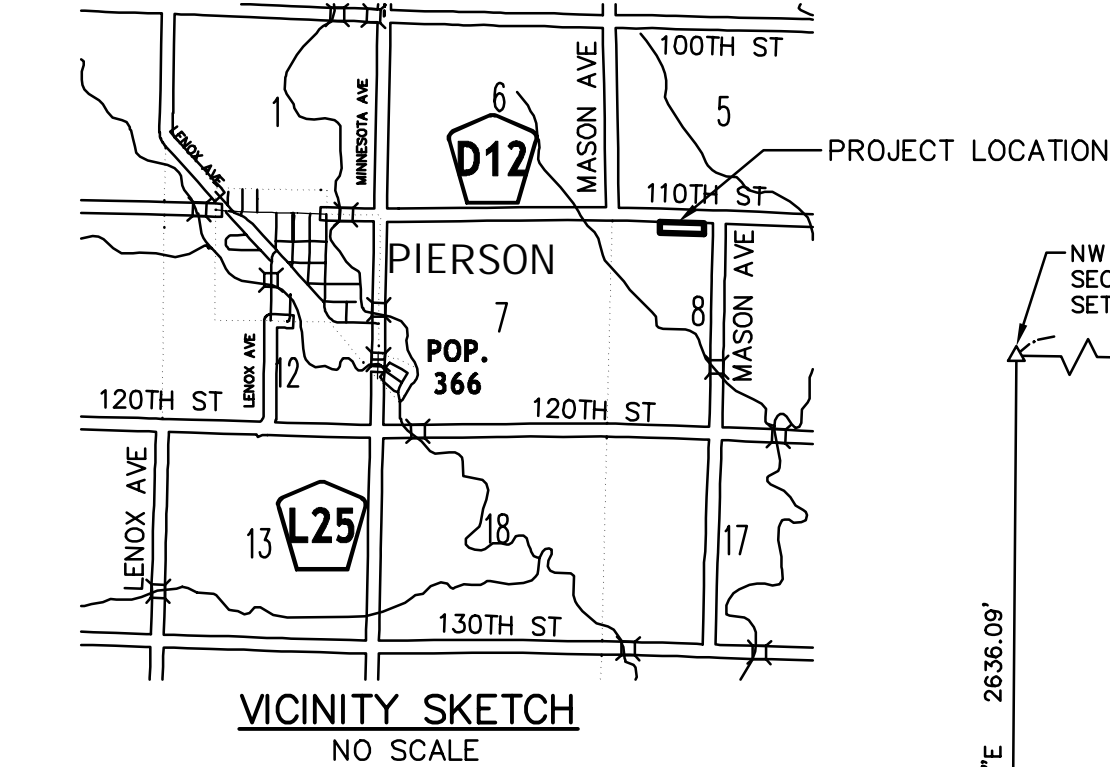 100TH ST
MASON AVE
MINNESOTA AVE
1
6
5
LENOX AVE
D12
PROJECT LOCATION
110TH ST
PIERSON
MASON AVE
NW
SEC
SET
7
8
POP.
366
LENOX AVE
12
120TH ST
120TH ST
LENOX AVE
13
L25
18
17
130TH ST
2636.09'
"E
VICINITY SKETCH
NO SCALE